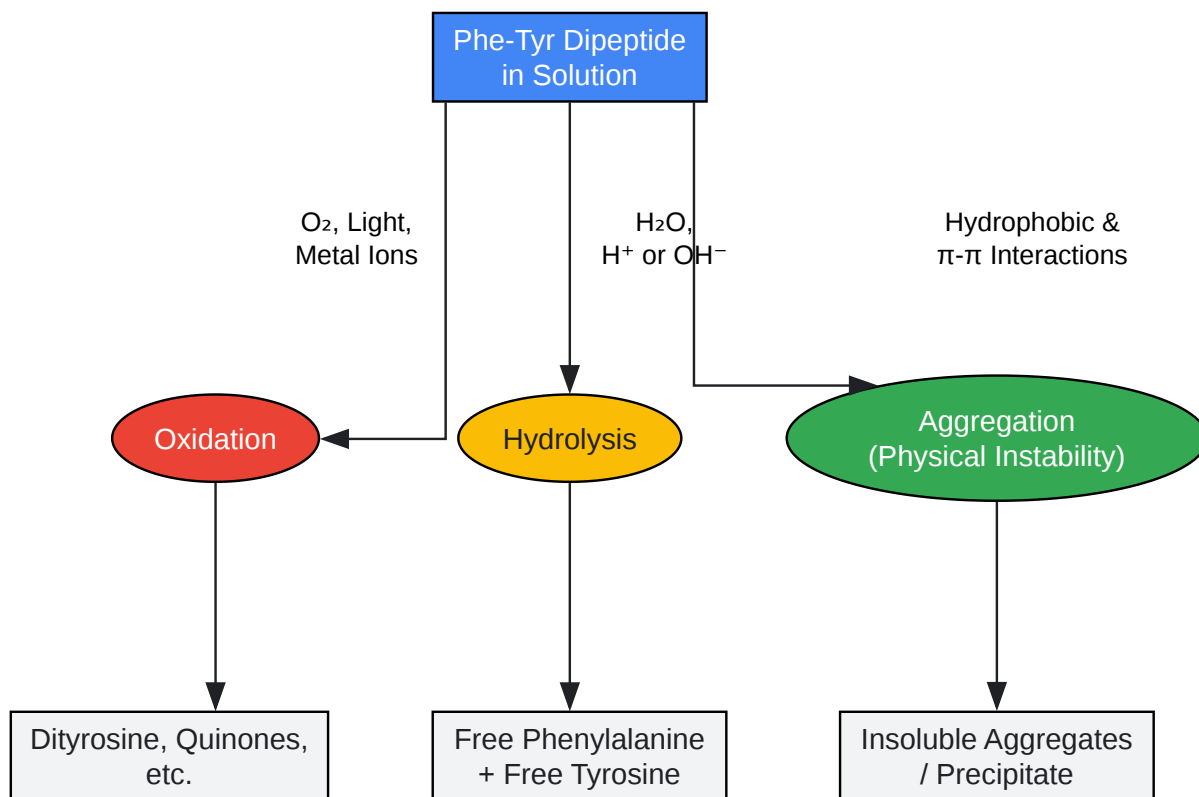 Phe-Tyr Dipeptide
in Solution
O₂, Light,
Metal Ions
H₂O,
H⁺ or OH⁻
Hydrophobic &
π-π Interactions
Oxidation
Hydrolysis
Aggregation
(Physical Instability)
Dityrosine, Quinones,
etc.
Free Phenylalanine
+ Free Tyrosine
Insoluble Aggregates
/ Precipitate